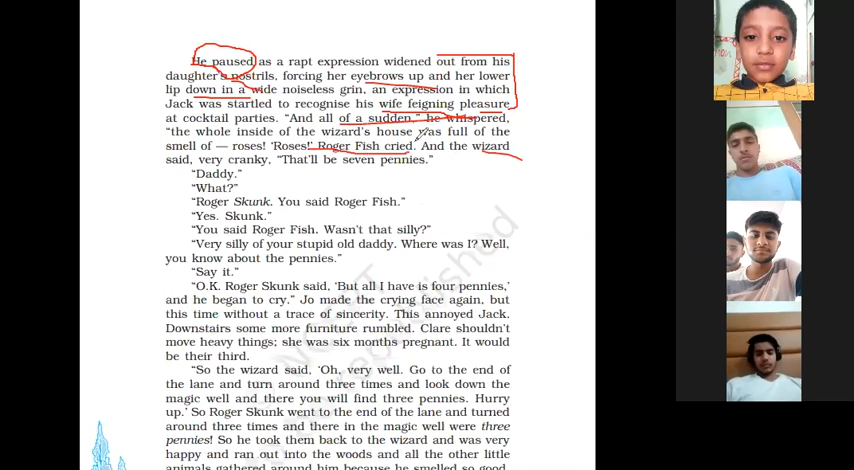 He paused as a rapt expression widened out from his
daughter's nostrils, forcing her eyebrows up and her lower
lip down in a wide noiseless grin, an expression in which
Jack was startled to recognise his wife feigning pleasure
at cocktail parties. “And all of a sudden,” he whispered,
“the whole inside of the wizard's house was full of the
smell of — roses! ‘Roses!’ Roger Fish cried. And the wizard
said, very cranky, “That'll be seven pennies.”
“Daddy.”
“What?”
“Roger Skunk. You said Roger Fish.”
“Yes. Skunk.”
“You said Roger Fish. Wasn't that silly?”
“Very silly of your stupid old daddy. Where was I? Well,
you know about the pennies.”
“Say it.”
“O.K. Roger Skunk said, ‘But all I have is four pennies,’
and he began to cry.” Jo made the crying face again, but
this time without a trace of sincerity. This annoyed Jack.
Downstairs some more furniture rumbled. Clare shouldn't
move heavy things; she was six months pregnant. It would
be their third.
“So the wizard said, ‘Oh, very well. Go to the end of
the lane and turn around three times and look down the
magic well and there you will find three pennies. Hurry
up.’ So Roger Skunk went to the end of the lane and turned
around three times and there in the magic well were three
pennies! So he took them back to the wizard and was very
happy and ran out into the woods and all the other little
animals gathered around him because he smelled so good.
NCERT
republished